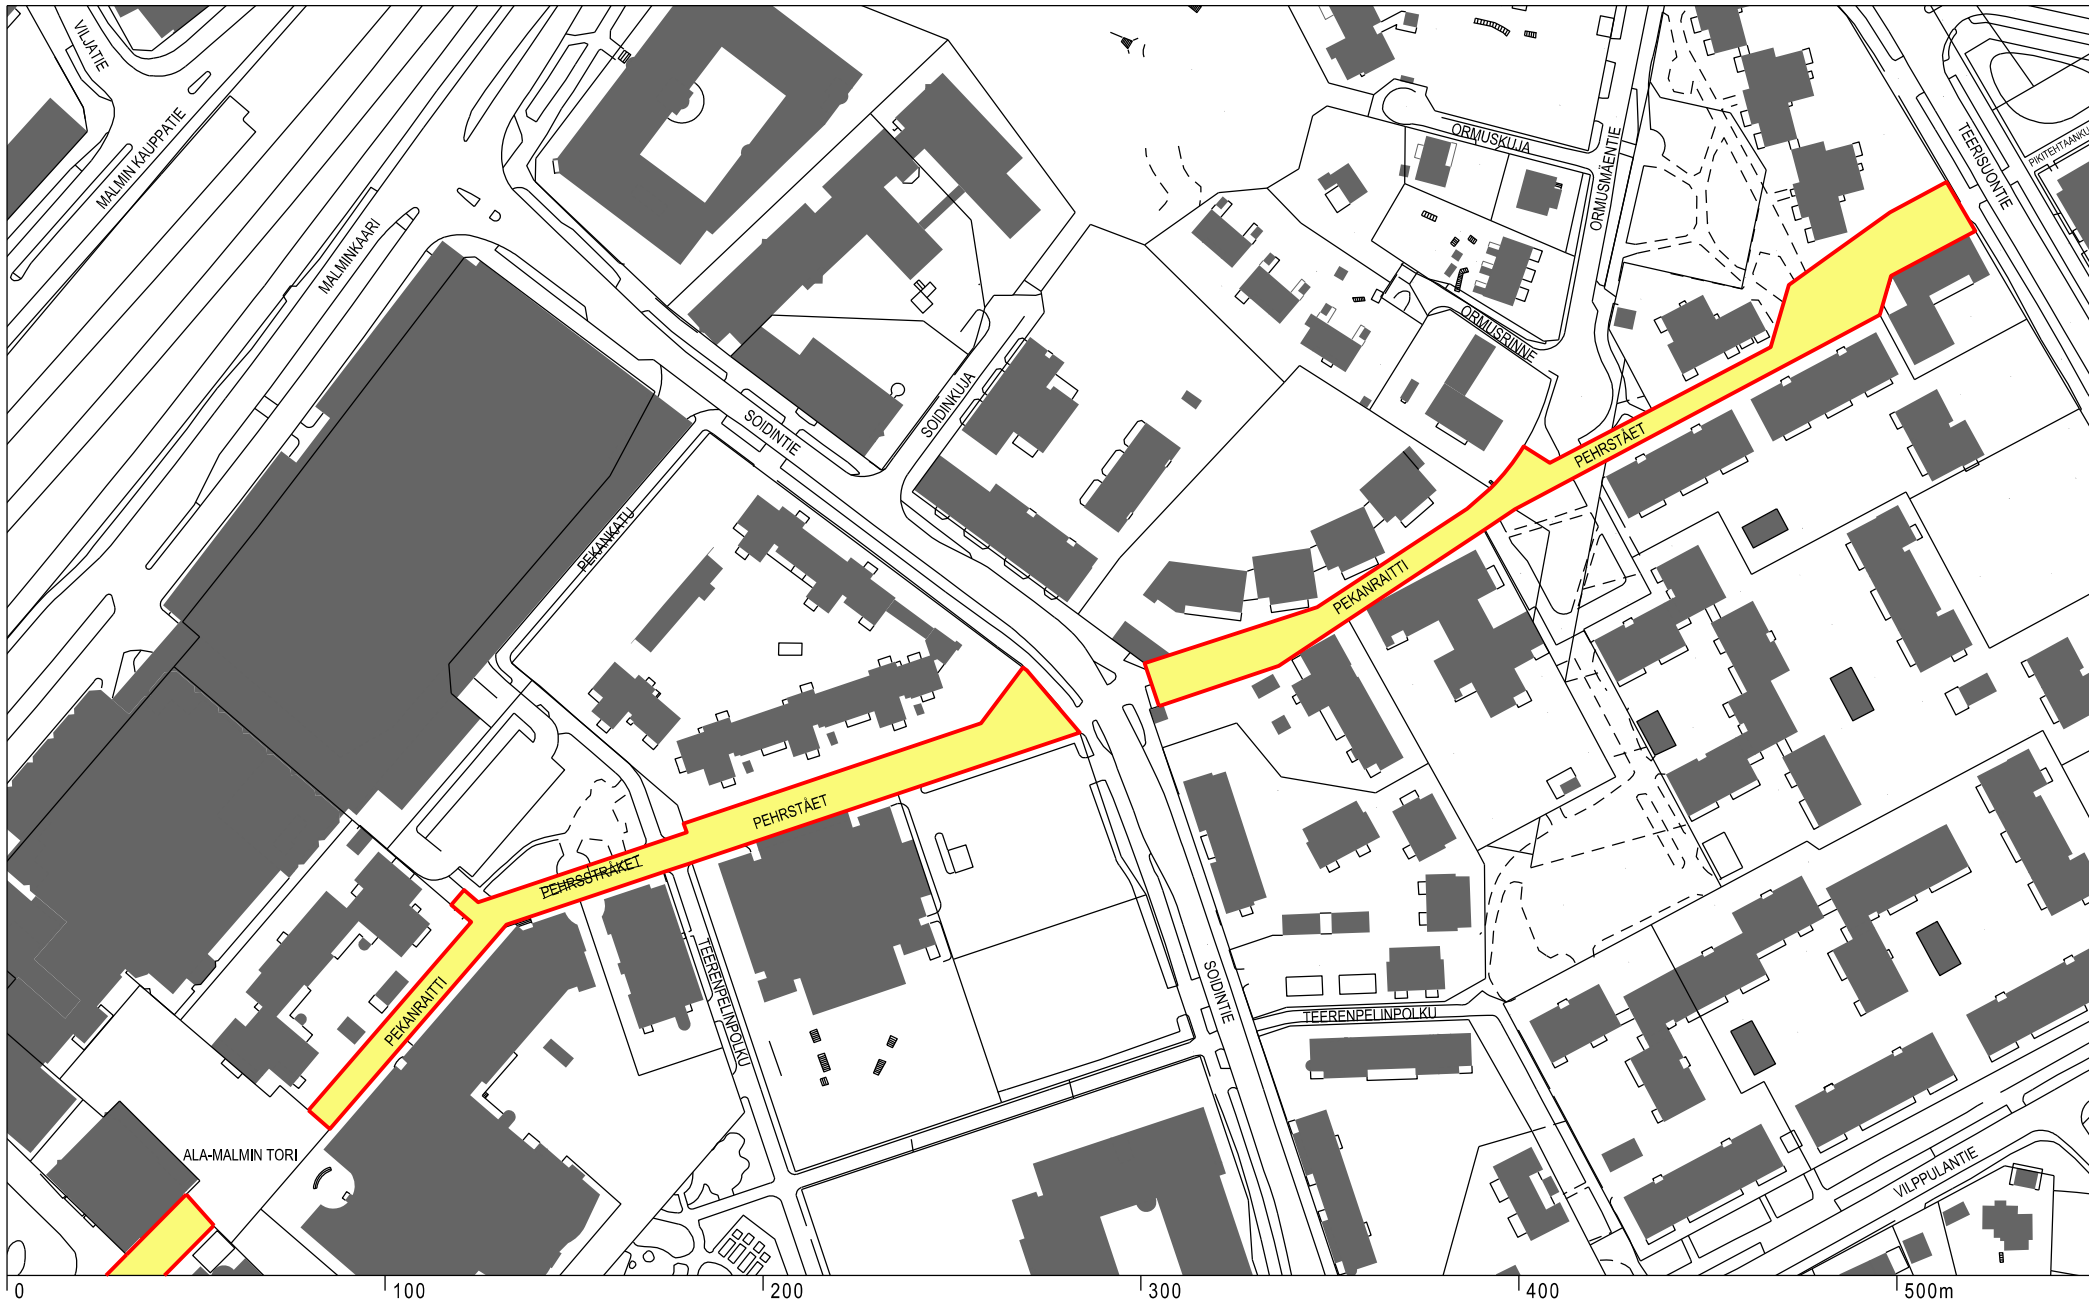 VILJATIE
MALMIN KAUPPATIE
MALMINKAARI
ORMUSKUJA
ORMUSMÄENTIE
TEERISUONTIE
ORMUSRINNE
SOIDINTIE
SOIDINKUJA
PEKANKATU
PEHRSTÅET
PEKANRAITTI
PEHRSTÅET
PEHRSSTRÅKET
PEKANRAITTI
TEERENPELINPOLKU
SOIDINTIE
TEERENPELINPOLKU
ALA-MALMIN TORI
VILPPULANTIE
0 100 200 300 400 500m